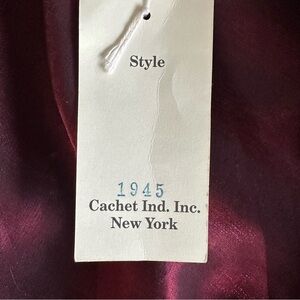 Style
1945
Cachet Ind. Inc.
New York